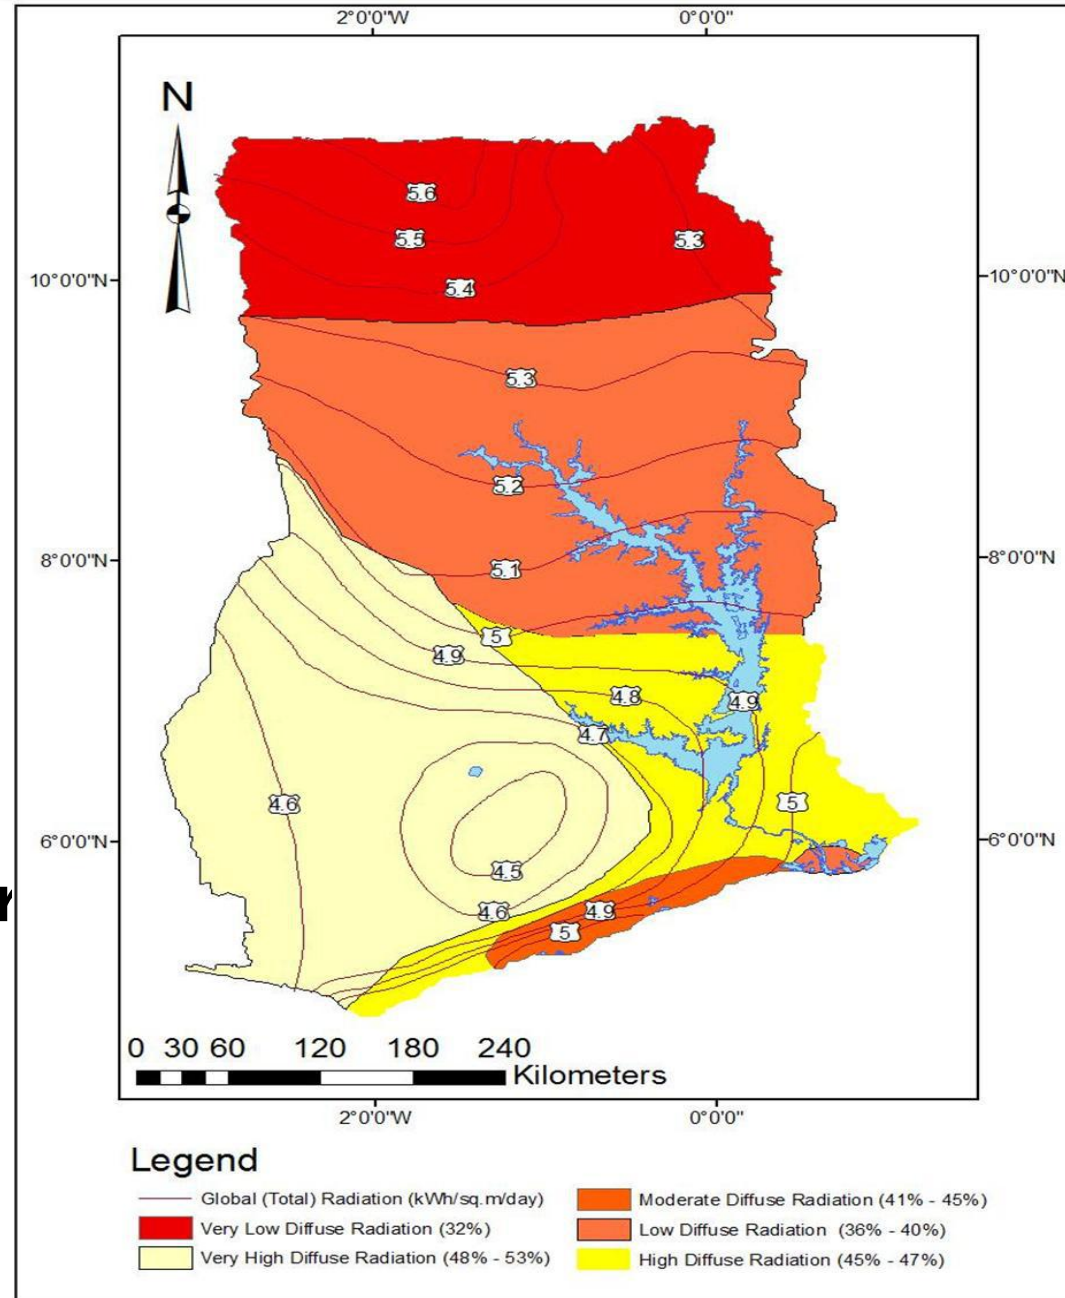 2°0'0"W 0°0'0"
N
5.6
5.5 5.3
10°0'0"N 5.4 10°0'0"N
5.3
5.2
8°0'0"N 5.1 8°0'0"N
5
4.9
4.8 4.9
4.7
4.6 5
6°0'0"N 6°0'0"N
4.5
4.6 4.9
5
0 30 60 120 180 240
Kilometers
2°0'0"W 0°0'0"
Legend
Global (Total) Radiation (kWh/sq.m/day)
Very Low Diffuse Radiation (32%)
Very High Diffuse Radiation (48% - 53%)
Moderate Diffuse Radiation (41% - 45%)
Low Diffuse Radiation (36% - 40%)
High Diffuse Radiation (45% - 47%)